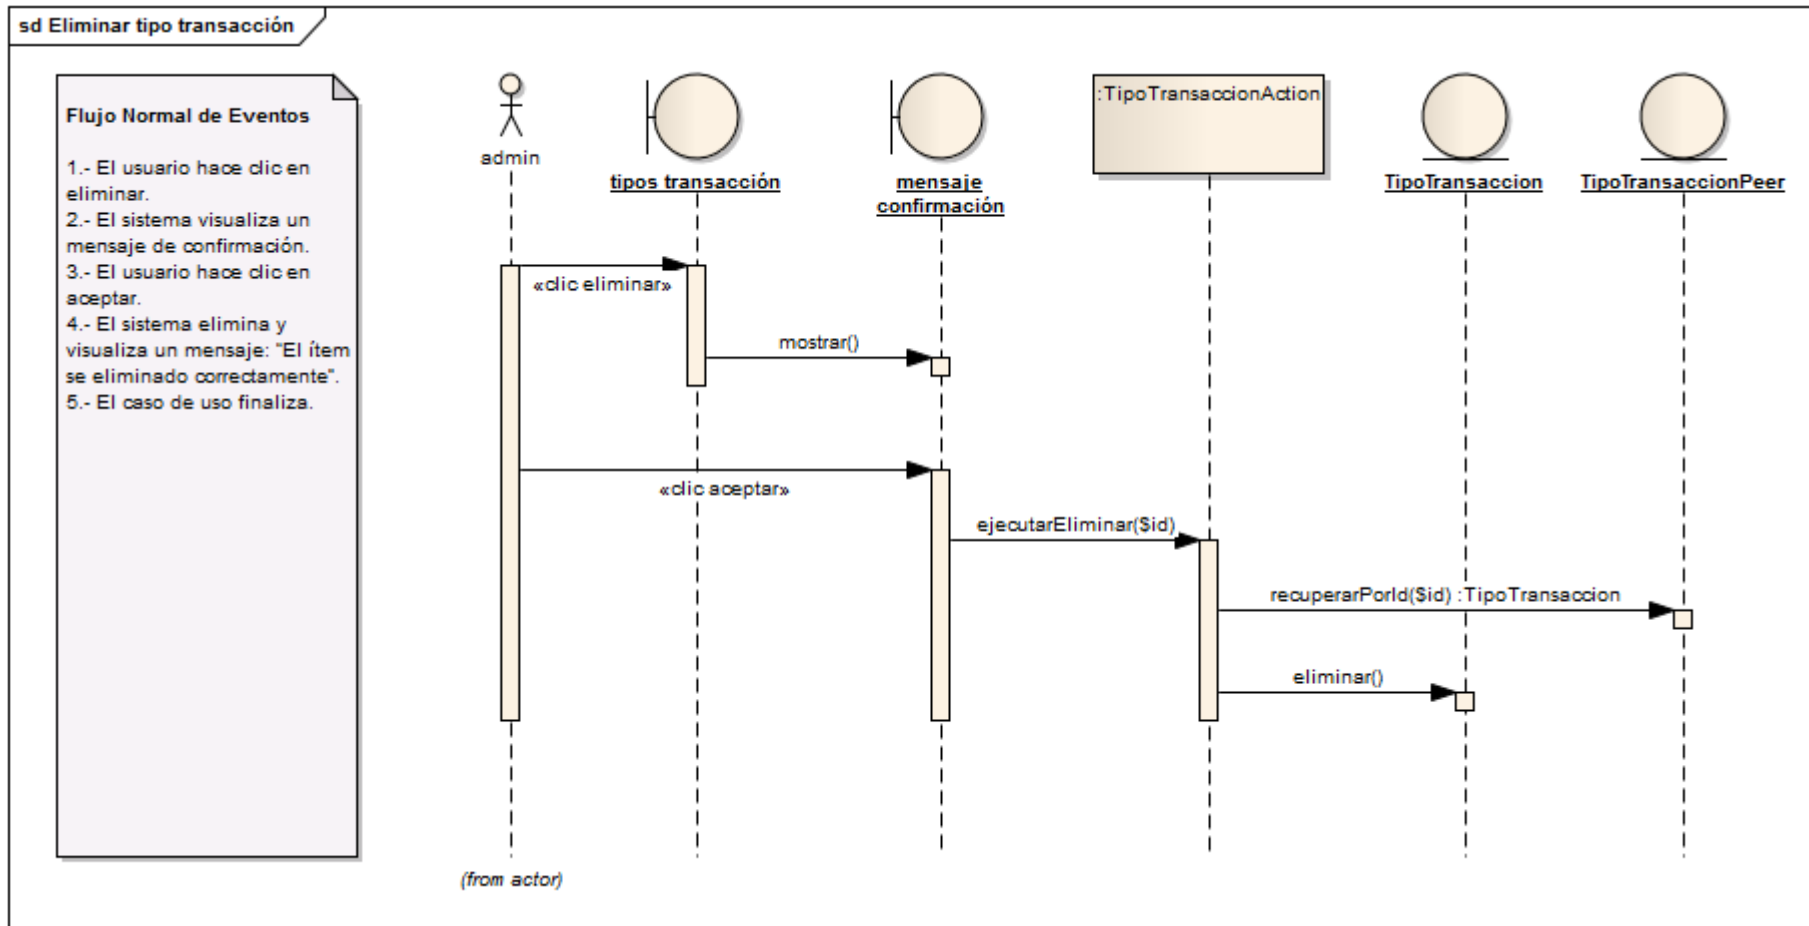 sd Eliminar tipo transacción
Flujo Normal de Eventos
1.- El usuario hace clic en
eliminar.
2.- El sistema visualiza un
mensaje de confirmación.
3.- El usuario hace clic en
aceptar.
4.- El sistema elimina y
visualiza un mensaje: "El ítem
se eliminado correctamente".
5.- El caso de uso finaliza.
admin
tipos transacción
mensaje
confirmación
:TipoTransaccionAction
TipoTransaccion
TipoTransaccionPeer
«clic eliminar»
mostrar()
«clic aceptar»
ejecutarEliminar($id)
recuperarPorId($id) :TipoTransaccion
eliminar()
(from actor)